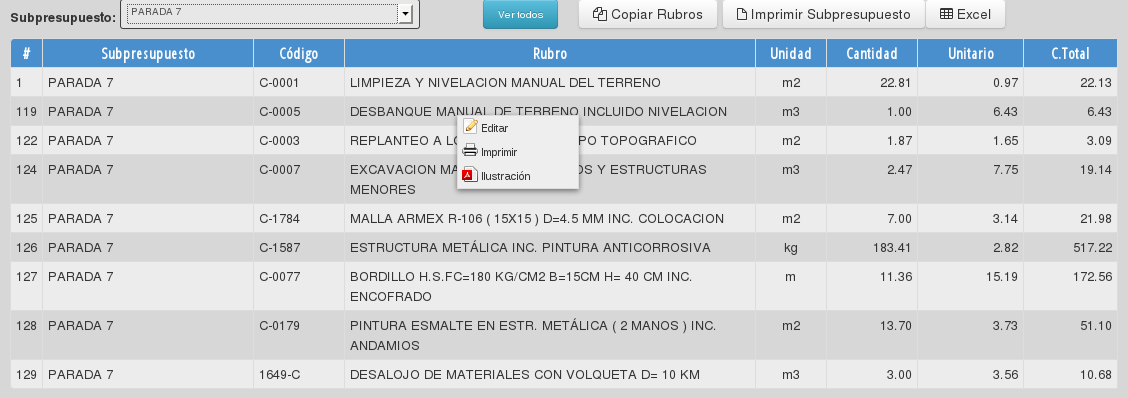 Subpresupuesto: PARADA 7 Ver todos Copiar Rubros Imprimir Subpresupuesto Excel
# Subpresupuesto Código Rubro Unidad Cantidad Unitario C.Total
1 PARADA 7 C-0001 LIMPIEZA Y NIVELACION MANUAL DEL TERRENO m2 22.81 0.97 22.13
119 PARADA 7 C-0005 DESBANQUE MANUAL DE TERRENO INCLUIDO NIVELACION m3 1.00 6.43 6.43
Editar
122 PARADA 7 C-0003 REPLANTEO A PO TOPOGRAFICO m2 1.87 1.65 3.09
Imprimir
124 PARADA 7 C-0007 EXCAVACION Y ESTRUCTURAS m3 2.47 7.75 19.14
Ilustración
MENORES
125 PARADA 7 C-1784 MALLA ARMEX R-106 ( 15X15 ) D=4.5 MM INC. COLOCACION m2 7.00 3.14 21.98
126 PARADA 7 C-1587 ESTRUCTURA METÁLICA INC. PINTURA ANTICORROSIVA kg 183.41 2.82 517.22
127 PARADA 7 C-0077 BORDILLO H.S.FC=180 KG/CM2 B=15CM H= 40 CM INC. m 11.36 15.19 172.56
ENCOFRADO
128 PARADA 7 C-0179 PINTURA ESMALTE EN ESTR. METÁLICA ( 2 MANOS ) INC. m2 13.70 3.73 51.10
ANDAMIOS
129 PARADA 7 1649-C DESALOJO DE MATERIALES CON VOLQUETA D= 10 KM m3 3.00 3.56 10.68